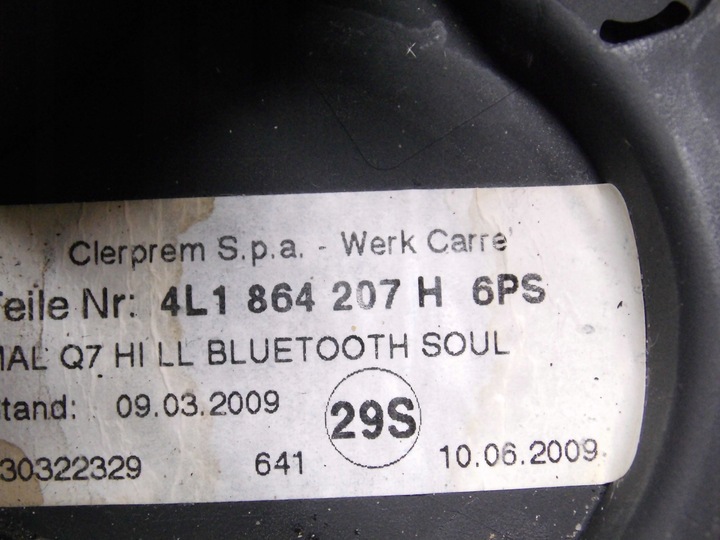 Clerprem S.p.a. - Werk Carre'
Teile Nr: 4L1 864 207 H 6PS
MAL Q7 HI LL BLUETOOTH SOUL
tand: 09.03.2009 29S
30322329 641 10.06.2009